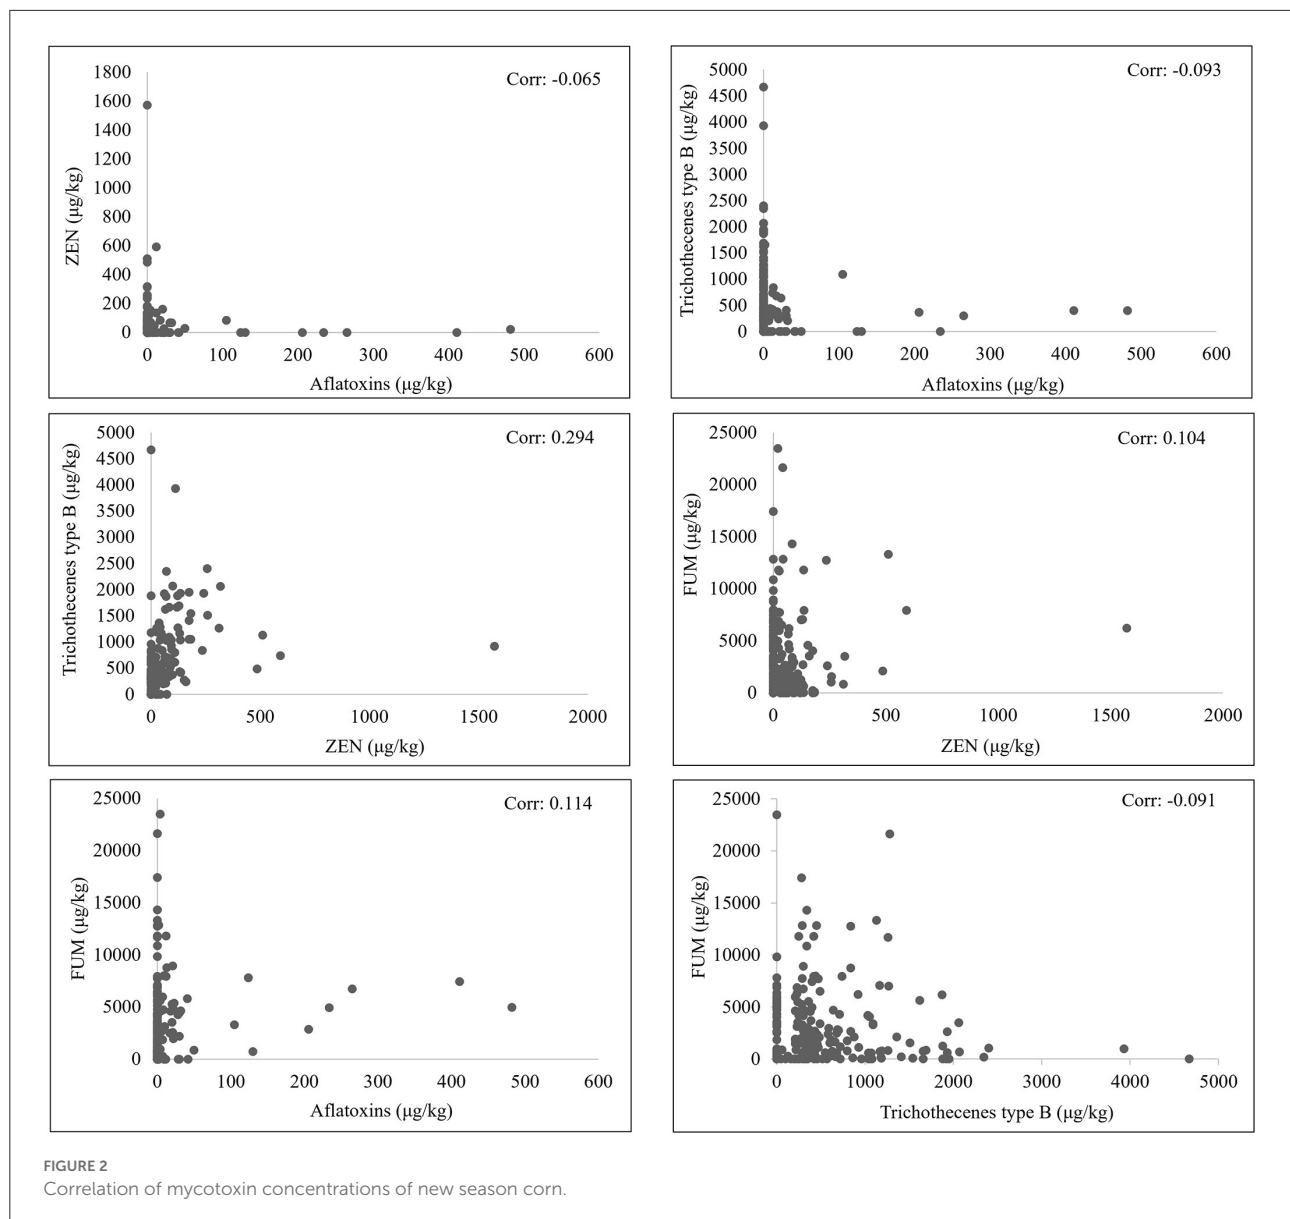 Corr: -0.065
ZEN (µg/kg)
1800
1600
1400
1200
1000
800
600
400
200
0
0 100 200 300 400 500 600
Aflatoxins (µg/kg)
Corr: -0.093
Trichothecenes type B (µg/kg)
5000
4500
4000
3500
3000
2500
2000
1500
1000
500
0
0 100 200 300 400 500 600
Aflatoxins (µg/kg)
Corr: 0.294
Trichothecenes type B (µg/kg)
5000
4500
4000
3500
3000
2500
2000
1500
1000
500
0
0 500 1000 1500 2000
ZEN (µg/kg)
Corr: 0.104
FUM (µg/kg)
25000
20000
15000
10000
5000
0
0 500 1000 1500 2000
ZEN (µg/kg)
Corr: 0.114
FUM (µg/kg)
25000
20000
15000
10000
5000
0
0 100 200 300 400 500 600
Aflatoxins (µg/kg)
Corr: -0.091
FUM (µg/kg)
25000
20000
15000
10000
5000
0
0 1000 2000 3000 4000 5000
Trichothecenes type B (µg/kg)
FIGURE 2
Correlation of mycotoxin concentrations of new season corn.